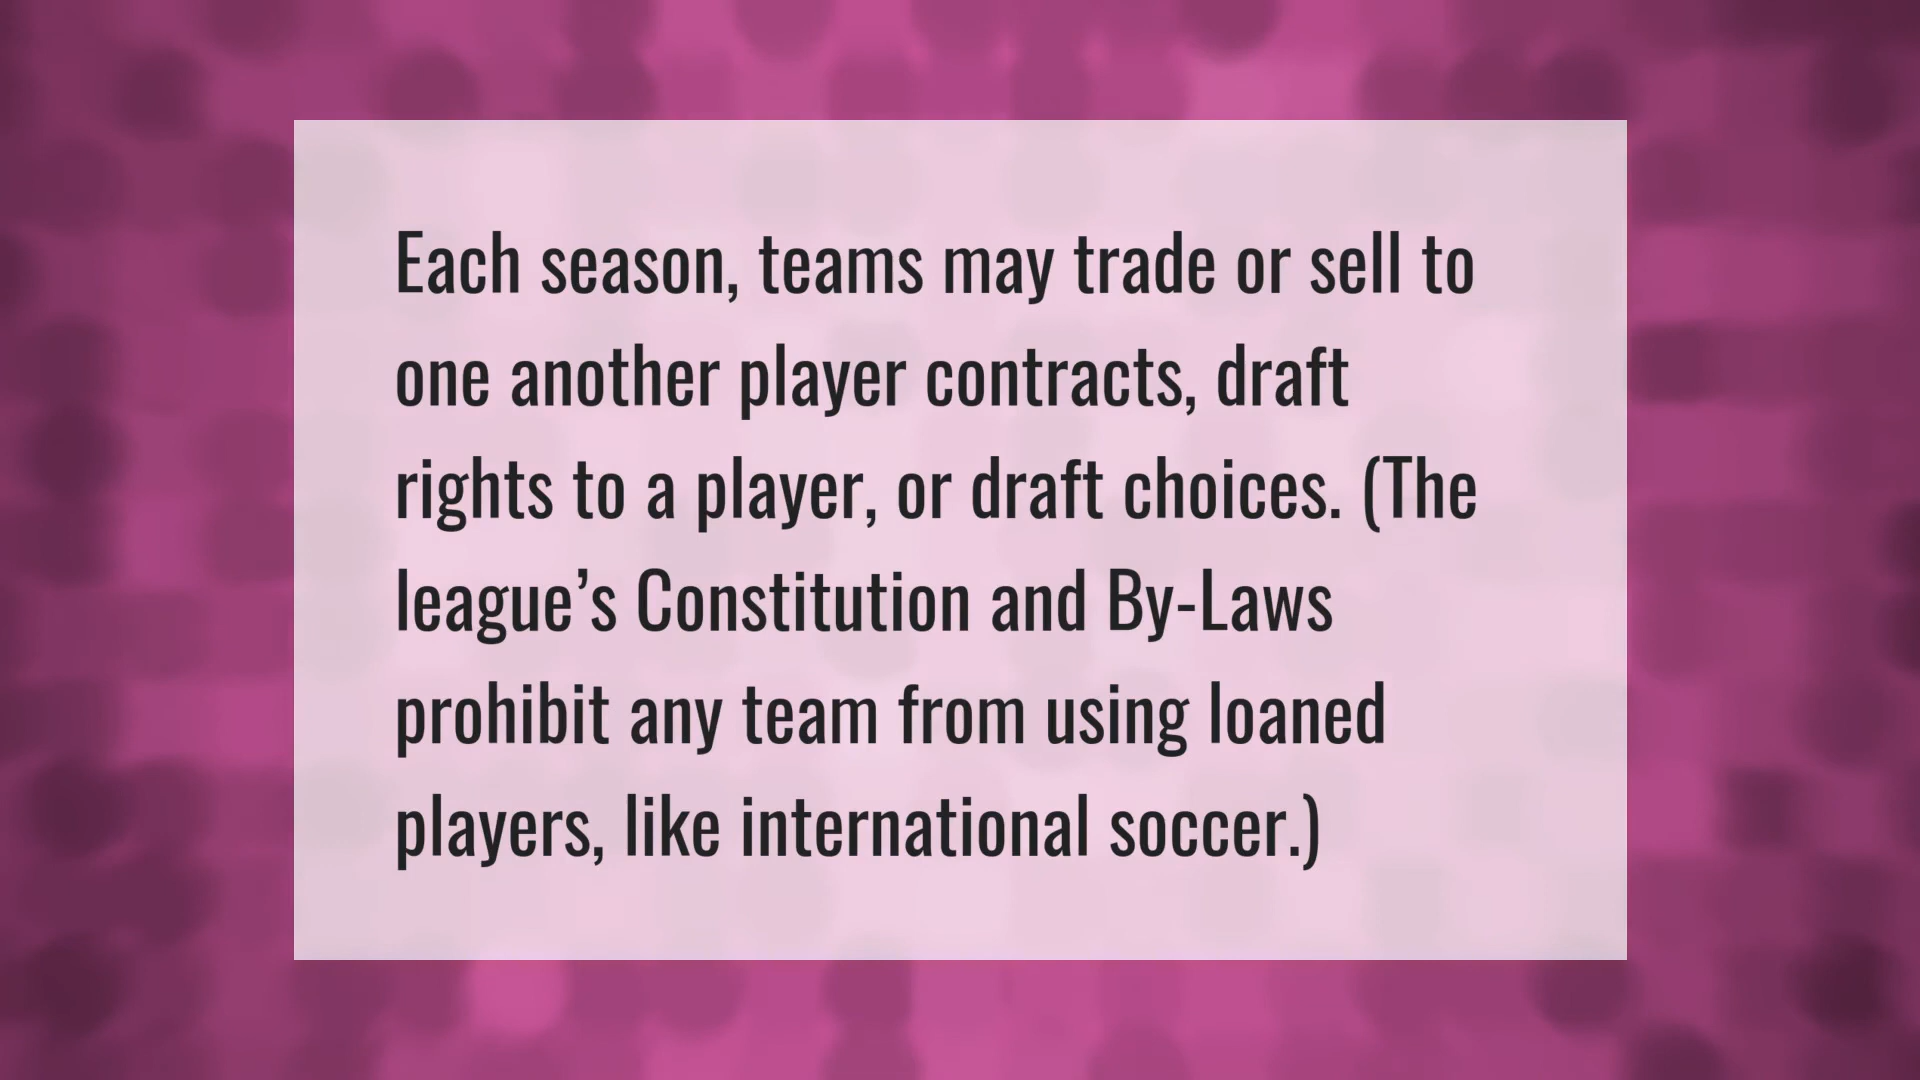 Each season, teams may trade or sell to
one another player contracts, draft
rights to a player, or draft choices. (The
league’s Constitution and By-Laws
prohibit any team from using loaned
players, like international soccer.)